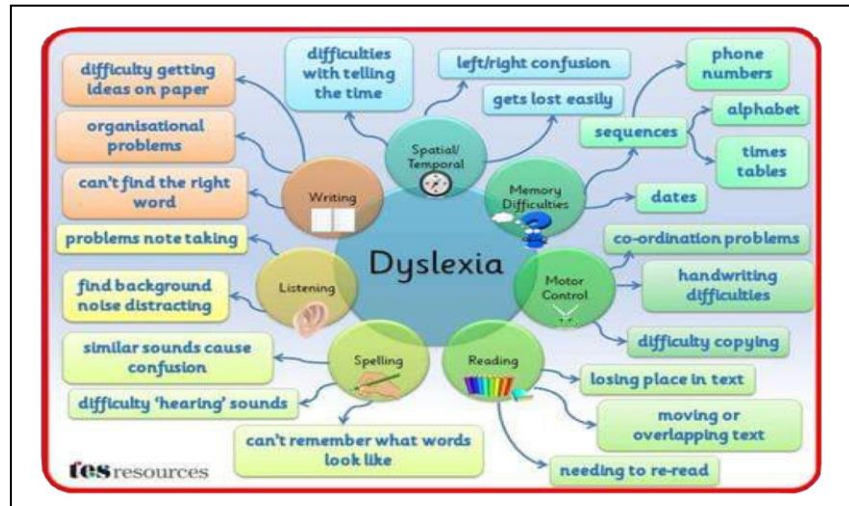 Dyslexia
Spatial/
Temporal
difficulties
with telling
the time
left/right confusion
gets lost easily
Memory
Difficulties
sequences
phone
numbers
alphabet
times
tables
dates
Motor
Control
co-ordination problems
handwriting
difficulties
difficulty copying
Reading
losing place in text
moving or
overlapping text
needing to re-read
Spelling
similar sounds cause
confusion
difficulty 'hearing' sounds
can't remember what words
look like
Listening
problems note taking
find background
noise distracting
Writing
difficulty getting
ideas on paper
organisational
problems
can't find the right
word
tes resources